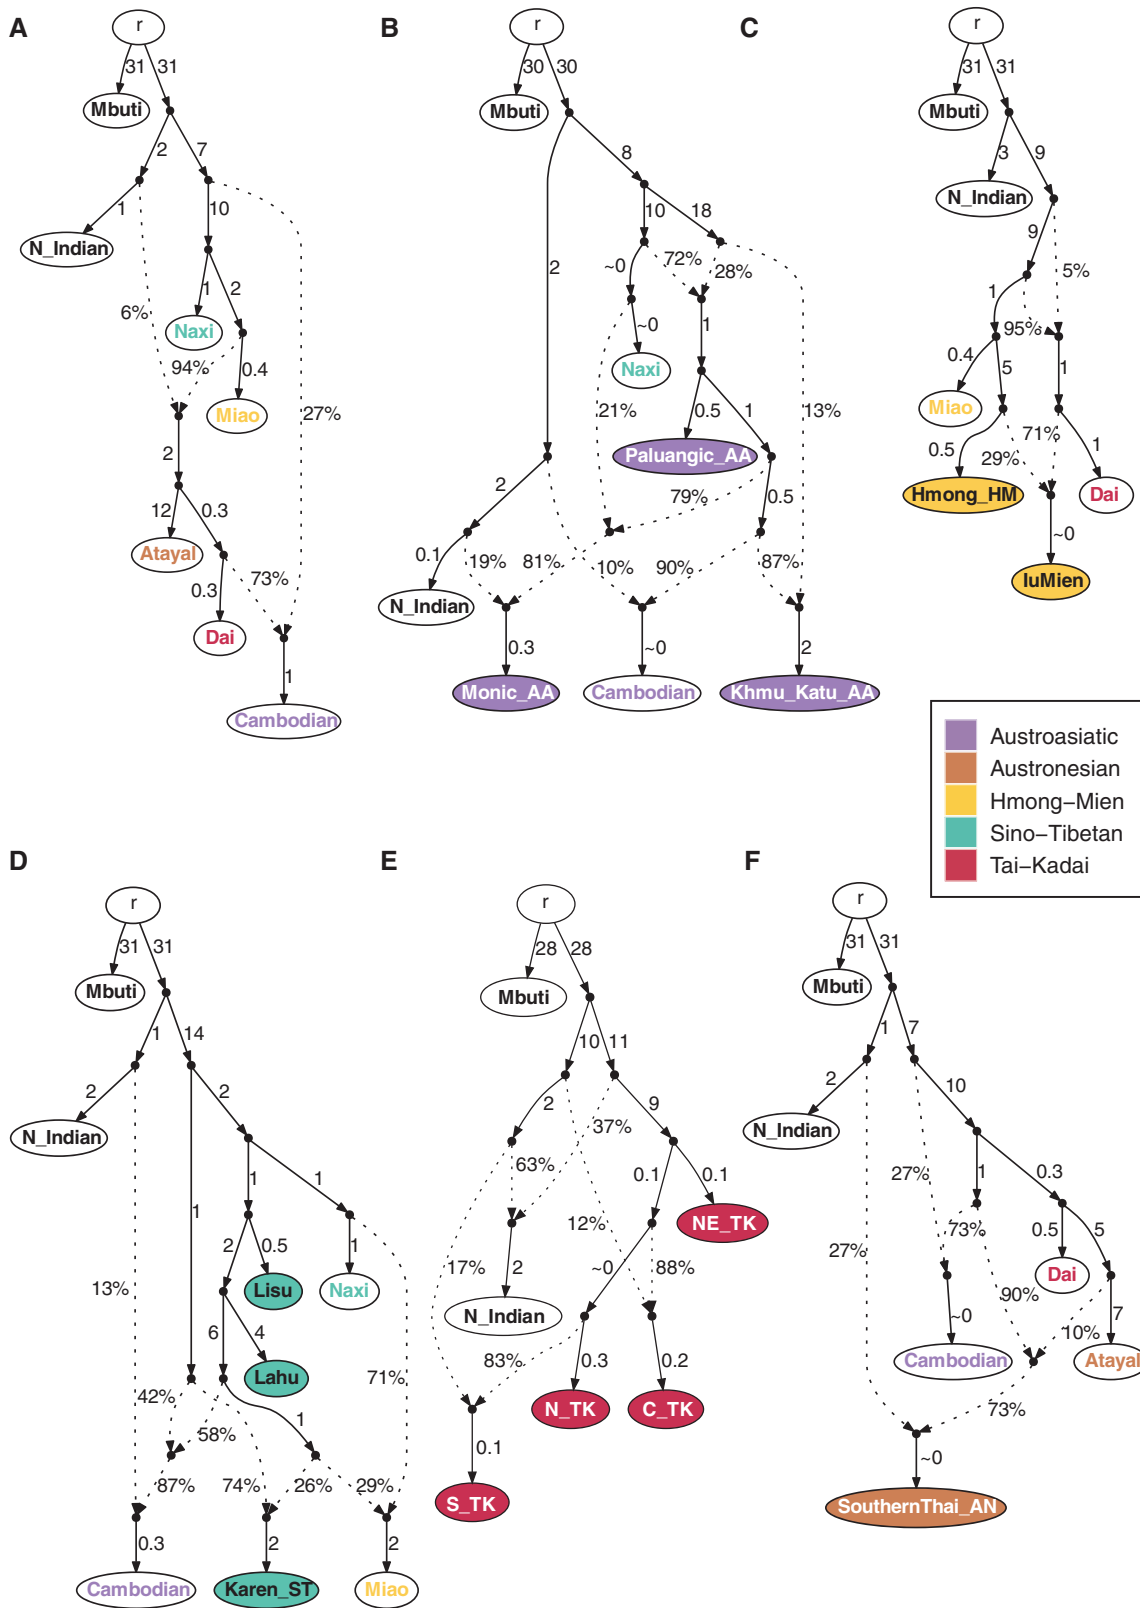 A
r
31 31
Mbuti
2 7
1 10
N_Indian
6% 1 2
Naxi
94% 0.4
Miao 27%
2
12 0.3
Atayal
73%
0.3
Dai
1
Cambodian
B
r
30 30
Mbuti
8
10 18
2 ~0 72% 28%
~0 1
Naxi
21% 0.5 1 13%
Paluangic_AA
2 79% 0.5
0.1 19% 81% 10% 90% 87%
N_Indian
0.3 ~0 2
Monic_AA Cambodian Khmu_Katu_AA
C
r
31 31
Mbuti
3 9
N_Indian
9 5%
1 95%
0.4 5 1
Miao
71%
0.5 29% 1
Hmong_HM Dai
~0
IuMien
Austroasiatic
Austronesian
Hmong−Mien
Sino−Tibetan
Tai−Kadai
D
r
31 31
Mbuti
1 14
2 2
N_Indian
1 1
1 2 0.5 1
13% Lisu Naxi
6 4
Lahu 71%
42% 1
58%
87% 74% 26% 29%
0.3 2 2
Cambodian Karen_ST Miao
E
r
28 28
Mbuti
10 11
2 37% 9
63% 0.1 0.1
NE_TK
12%
17% 2 ~0 88%
N_Indian
83% 0.3 0.2
N_TK C_TK
0.1
S_TK
F
r
31 31
Mbuti
1 7
2 10
N_Indian
27% 1 0.3
27% 73% 0.5 5
Dai
~0 90% 10% 7
Cambodian Atayal
73%
~0
SouthernThai_AN